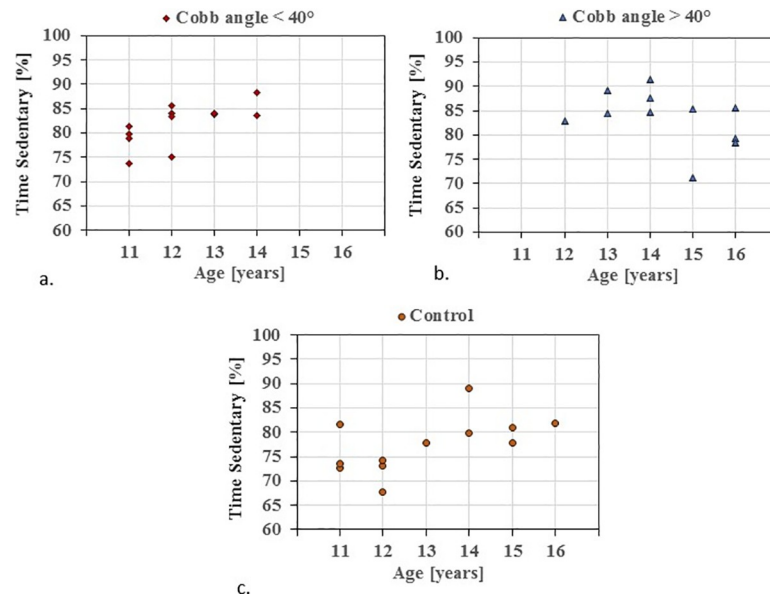 Cobb angle < 40°
Time Sedentary [%]
100
95
90
85
80
75
70
65
60
11 12 13 14 15 16
Age [years]
a.
Cobb angle > 40°
Time Sedentary [%]
100
95
90
85
80
75
70
65
60
11 12 13 14 15 16
Age [years]
b.
Control
Time Sedentary [%]
100
95
90
85
80
75
70
65
60
11 12 13 14 15 16
Age [years]
c.